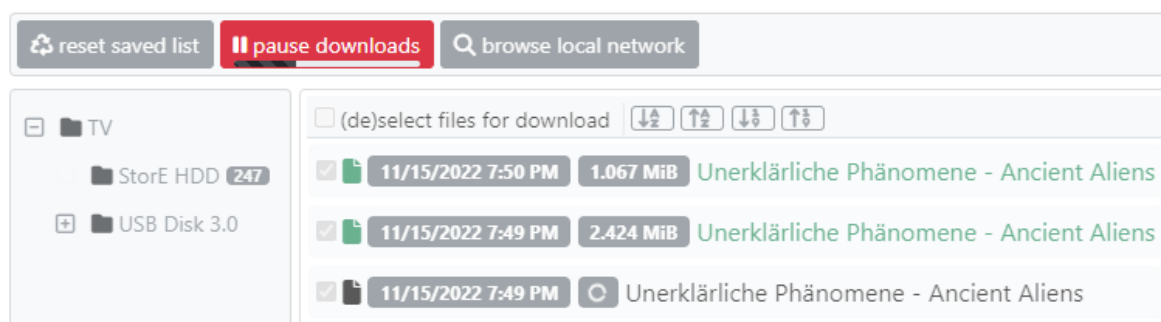 reset saved list pause downloads browse local network
TV
StorE HDD 247
USB Disk 3.0
(de)select files for download
11/15/2022 7:50 PM 1.067 MiB Unerklärliche Phänomene - Ancient Aliens
11/15/2022 7:49 PM 2.424 MiB Unerklärliche Phänomene - Ancient Aliens
11/15/2022 7:49 PM Unerklärliche Phänomene - Ancient Aliens